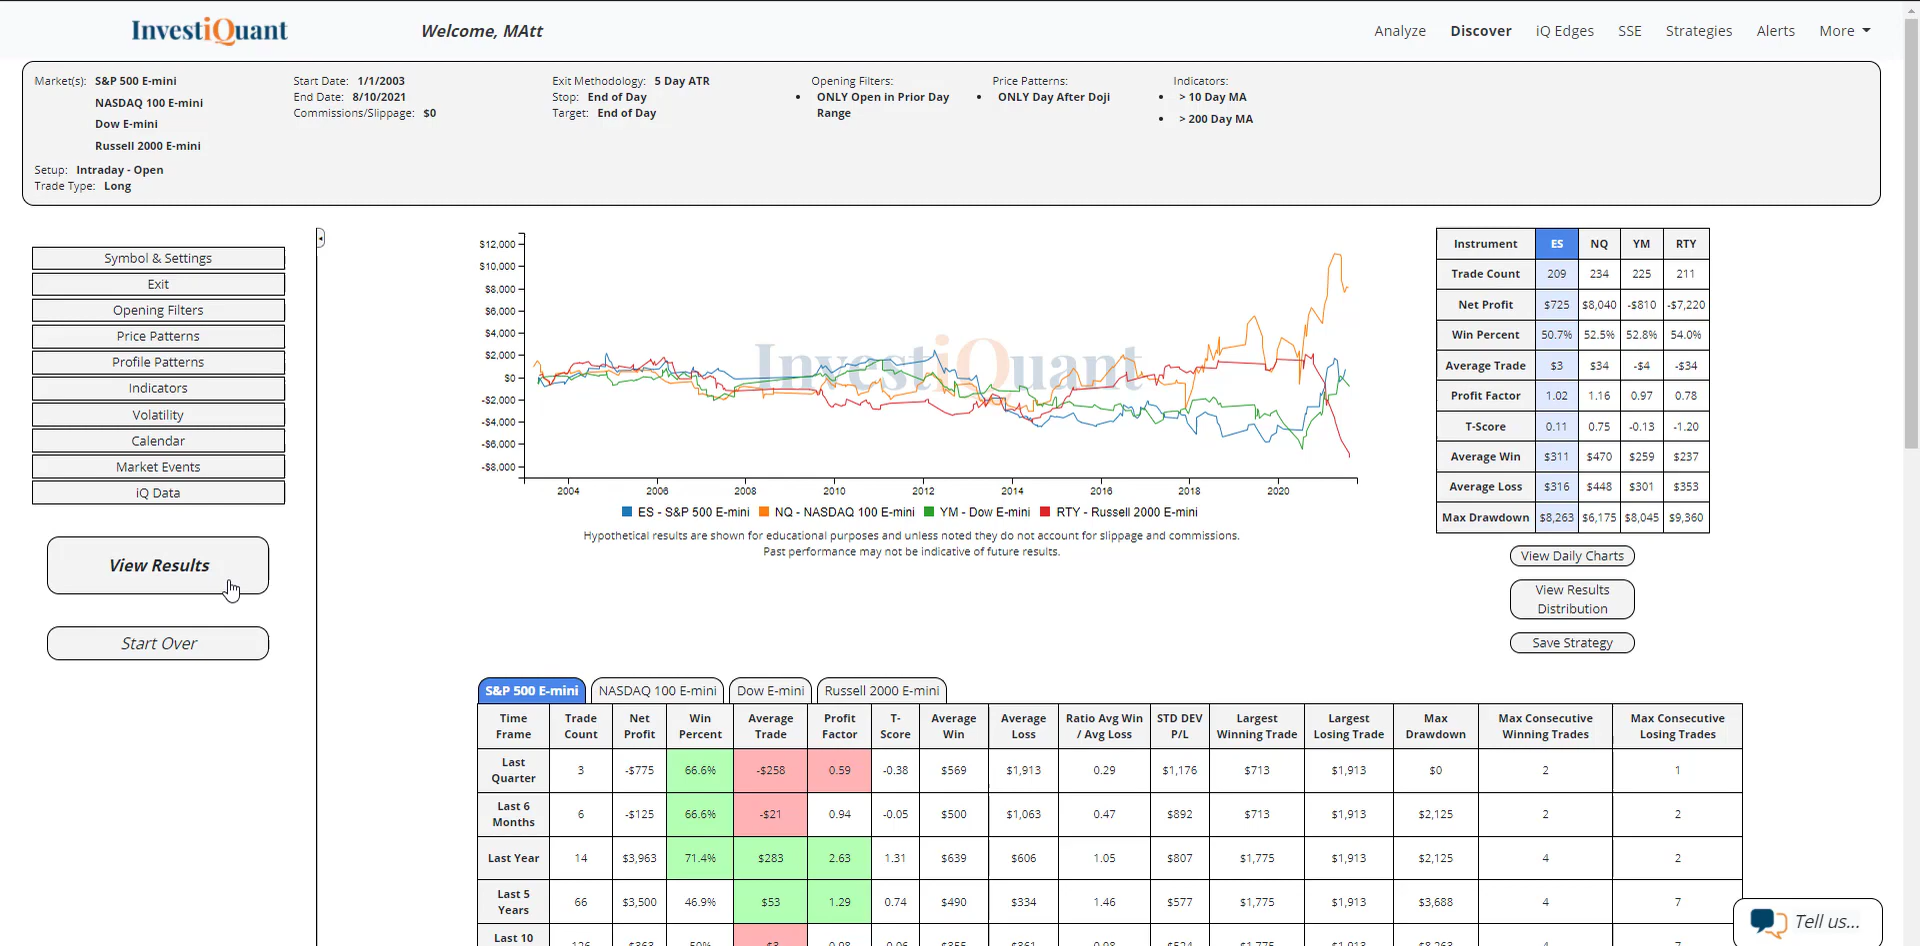 InvestiQuant
Welcome, MAtt
Analyze Discover iQ Edges SSE Strategies Alerts More
Market(s): S&P 500 E-mini
NASDAQ 100 E-mini
Dow E-mini
Russell 2000 E-mini
Setup: Intraday - Open
Trade Type: Long
Start Date: 1/1/2003
End Date: 8/10/2021
Commissions/Slippage: $0
Exit Methodology: 5 Day ATR
Stop: End of Day
Target: End of Day
Opening Filters:
• ONLY Open in Prior Day
Range
Price Patterns:
• ONLY Day After Doji
Indicators:
• > 10 Day MA
• > 200 Day MA
Symbol & Settings
Exit
Opening Filters
Price Patterns
Profile Patterns
Indicators
Volatility
Calendar
Market Events
iQ Data
View Results
Start Over
$12,000
$10,000
$8,000
$6,000
$4,000
$2,000
$0
-$2,000
-$4,000
-$6,000
-$8,000
InvestiQuant
2004 2006 2008 2010 2012 2014 2016 2018 2020
ES - S&P 500 E-mini NQ - NASDAQ 100 E-mini YM - Dow E-mini RTY - Russell 2000 E-mini
Hypothetical results are shown for educational purposes and unless noted they do not account for slippage and commissions.
Past performance may not be indicative of future results.
Instrument ES NQ YM RTY
Trade Count 209 234 225 211
Net Profit $725 $8,040 -$810 -$7,220
Win Percent 50.7% 52.5% 52.8% 54.0%
Average Trade $3 $34 -$4 -$34
Profit Factor 1.02 1.16 0.97 0.78
T-Score 0.11 0.75 -0.13 -1.20
Average Win $311 $470 $259 $237
Average Loss $316 $448 $301 $353
Max Drawdown $8,263 $6,175 $8,045 $9,360
View Daily Charts
View Results
Distribution
Save Strategy
S&P 500 E-mini NASDAQ 100 E-mini Dow E-mini Russell 2000 E-mini
Time Trade Net Win Average Profit T- Average Average Ratio Avg Win STD DEV Largest Largest Max Max Consecutive Max Consecutive
Frame Count Profit Percent Trade Factor Score Win Loss / Avg Loss P/L Winning Trade Losing Trade Drawdown Winning Trades Losing Trades
Last
Quarter 3 -$775 66.6% -$258 0.59 -0.38 $569 $1,913 0.29 $1,176 $713 $1,913 $0 2 1
Last 6
Months 6 -$125 66.6% -$21 0.94 -0.05 $500 $1,063 0.47 $892 $713 $1,913 $2,125 2 2
Last Year 14 $3,963 71.4% $283 2.63 1.31 $639 $606 1.05 $807 $1,775 $1,913 $2,125 4 2
Last 5
Years 66 $3,500 46.9% $53 1.29 0.74 $490 $334 1.46 $577 $1,775 $1,913 $3,688 4 7
Last 10
Tell us...